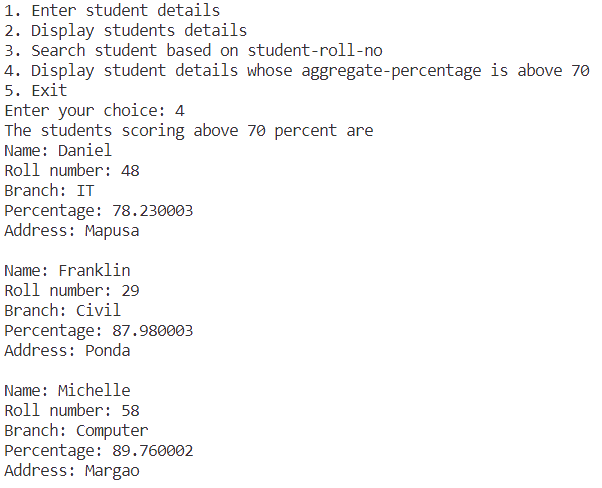 1. Enter student details
2. Display students details
3. Search student based on student-roll-no
4. Display student details whose aggregate-percentage is above 70
5. Exit
Enter your choice: 4
The students scoring above 70 percent are
Name: Daniel
Roll number: 48
Branch: IT
Percentage: 78.230003
Address: Mapusa
Name: Franklin
Roll number: 29
Branch: Civil
Percentage: 87.980003
Address: Ponda
Name: Michelle
Roll number: 58
Branch: Computer
Percentage: 89.760002
Address: Margao